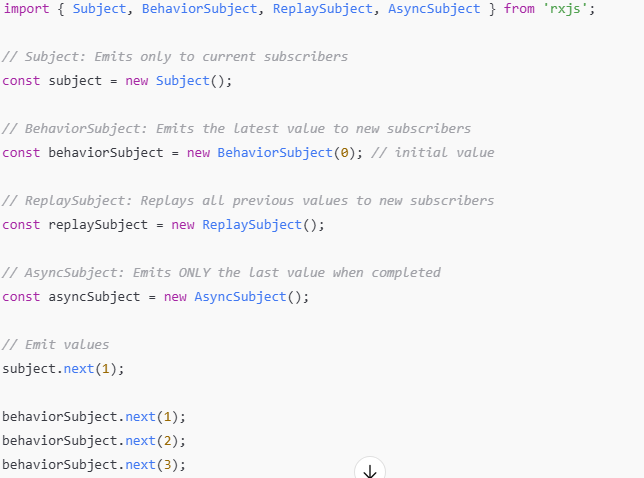 import { Subject, BehaviorSubject, ReplaySubject, AsyncSubject } from 'rxjs';
// Subject: Emits only to current subscribers
const subject = new Subject();
// BehaviorSubject: Emits the latest value to new subscribers
const behaviorSubject = new BehaviorSubject(0); // initial value
// ReplaySubject: Replays all previous values to new subscribers
const replaySubject = new ReplaySubject();
// AsyncSubject: Emits ONLY the last value when completed
const asyncSubject = new AsyncSubject();
// Emit values
subject.next(1);
behaviorSubject.next(1);
behaviorSubject.next(2);
behaviorSubject.next(3);